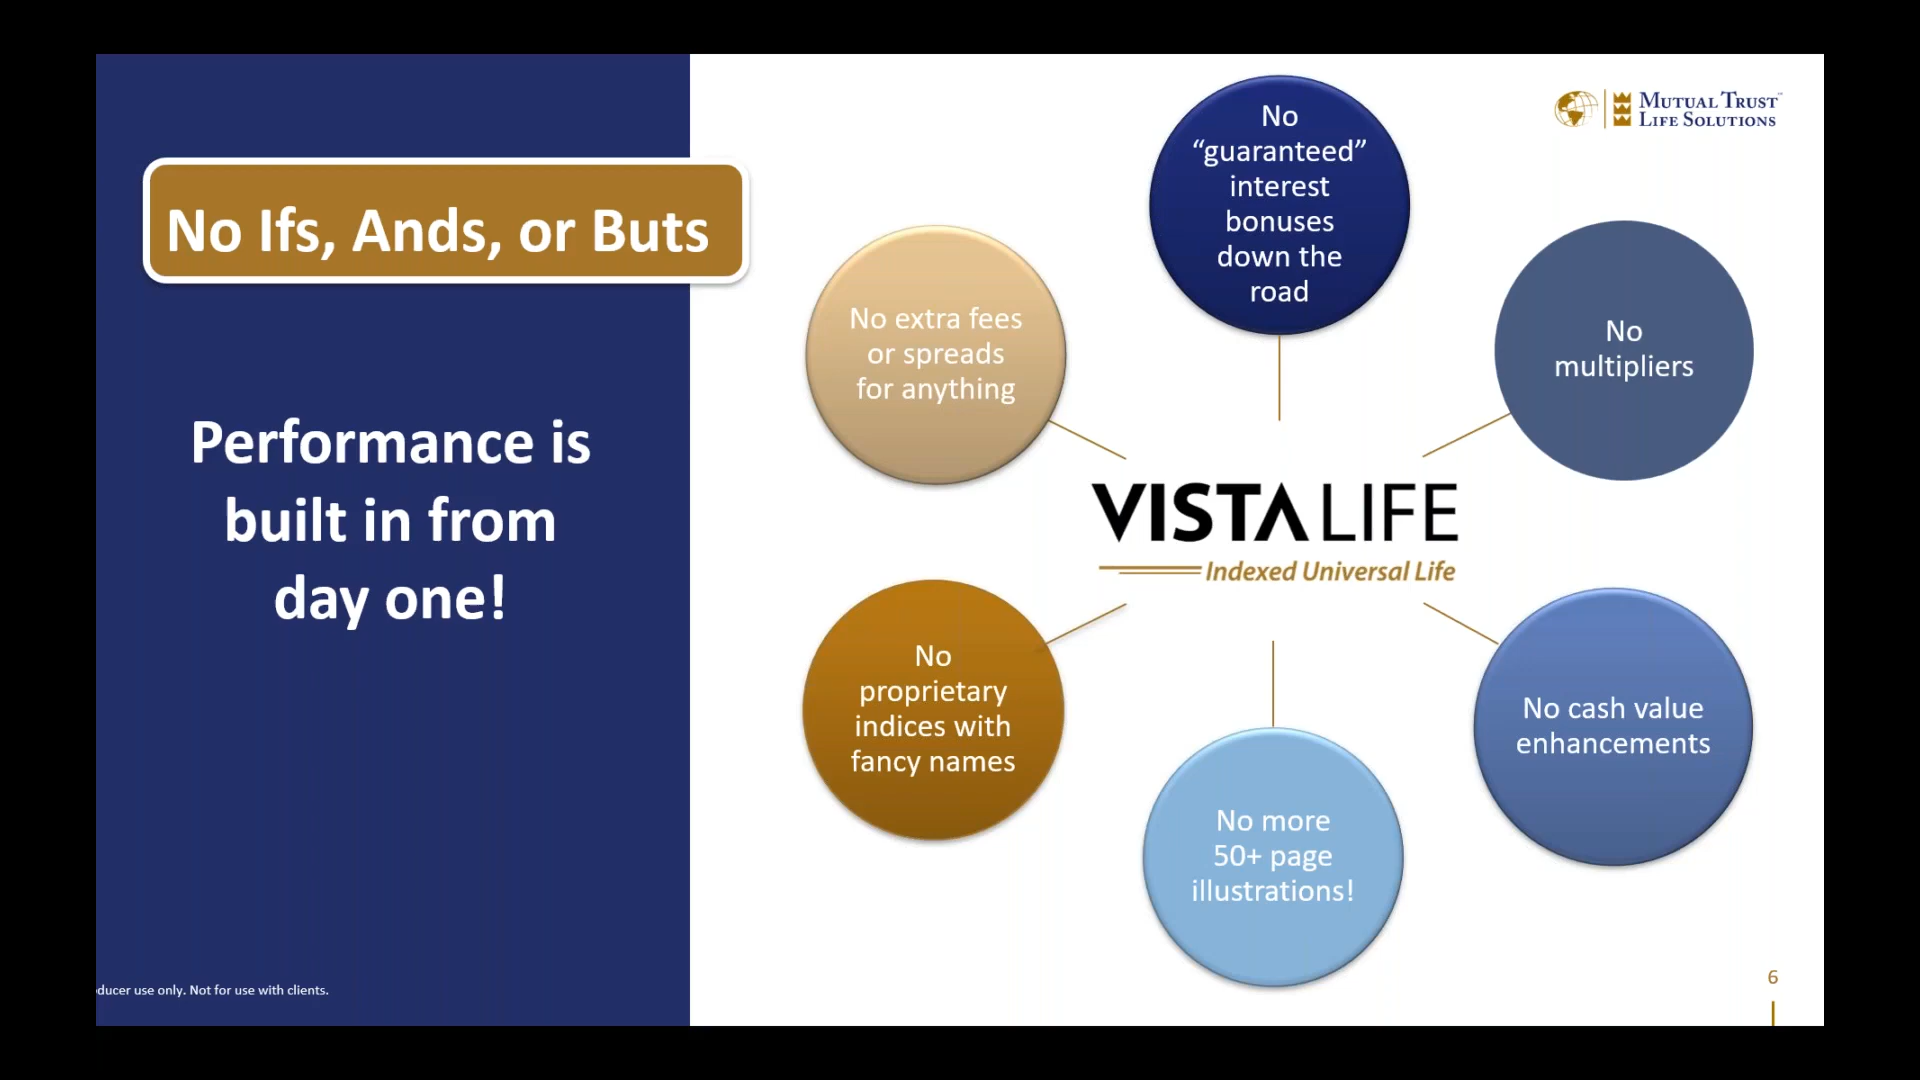 No Ifs, Ands, or Buts
Performance is
built in from
day one!
ducer use only. Not for use with clients.
MUTUAL TRUST
LIFE SOLUTIONS
No
“guaranteed”
interest
bonuses
down the
road
No
multipliers
No cash value
enhancements
No more
50+ page
illustrations!
No
proprietary
indices with
fancy names
No extra fees
or spreads
for anything
VISTALIFE
Indexed Universal Life
6